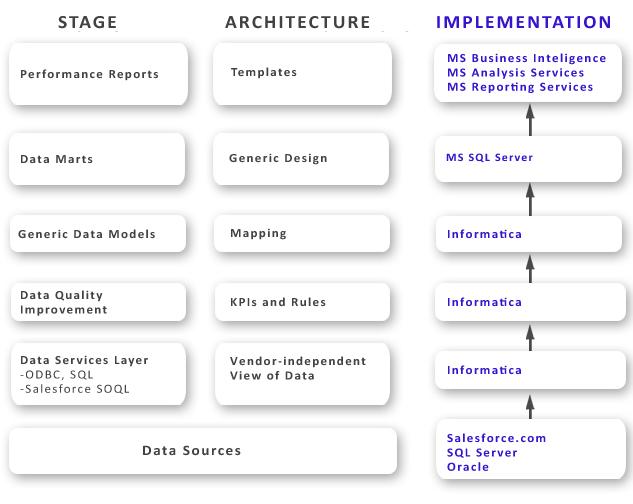 STAGE ARCHITECTURE IMPLEMENTATION
Performance Reports
Templates
MS Business Inteligence
MS Analysis Services
MS Reporting Services
Data Marts
Generic Design
MS SQL Server
Generic Data Models
Mapping
Informatica
Data Quality
Improvement
KPIs and Rules
Informatica
Data Services Layer
-ODBC, SQL
-Salesforce SOQL
Vendor-independent
View of Data
Informatica
Data Sources
Salesforce.com
SQL Server
Oracle